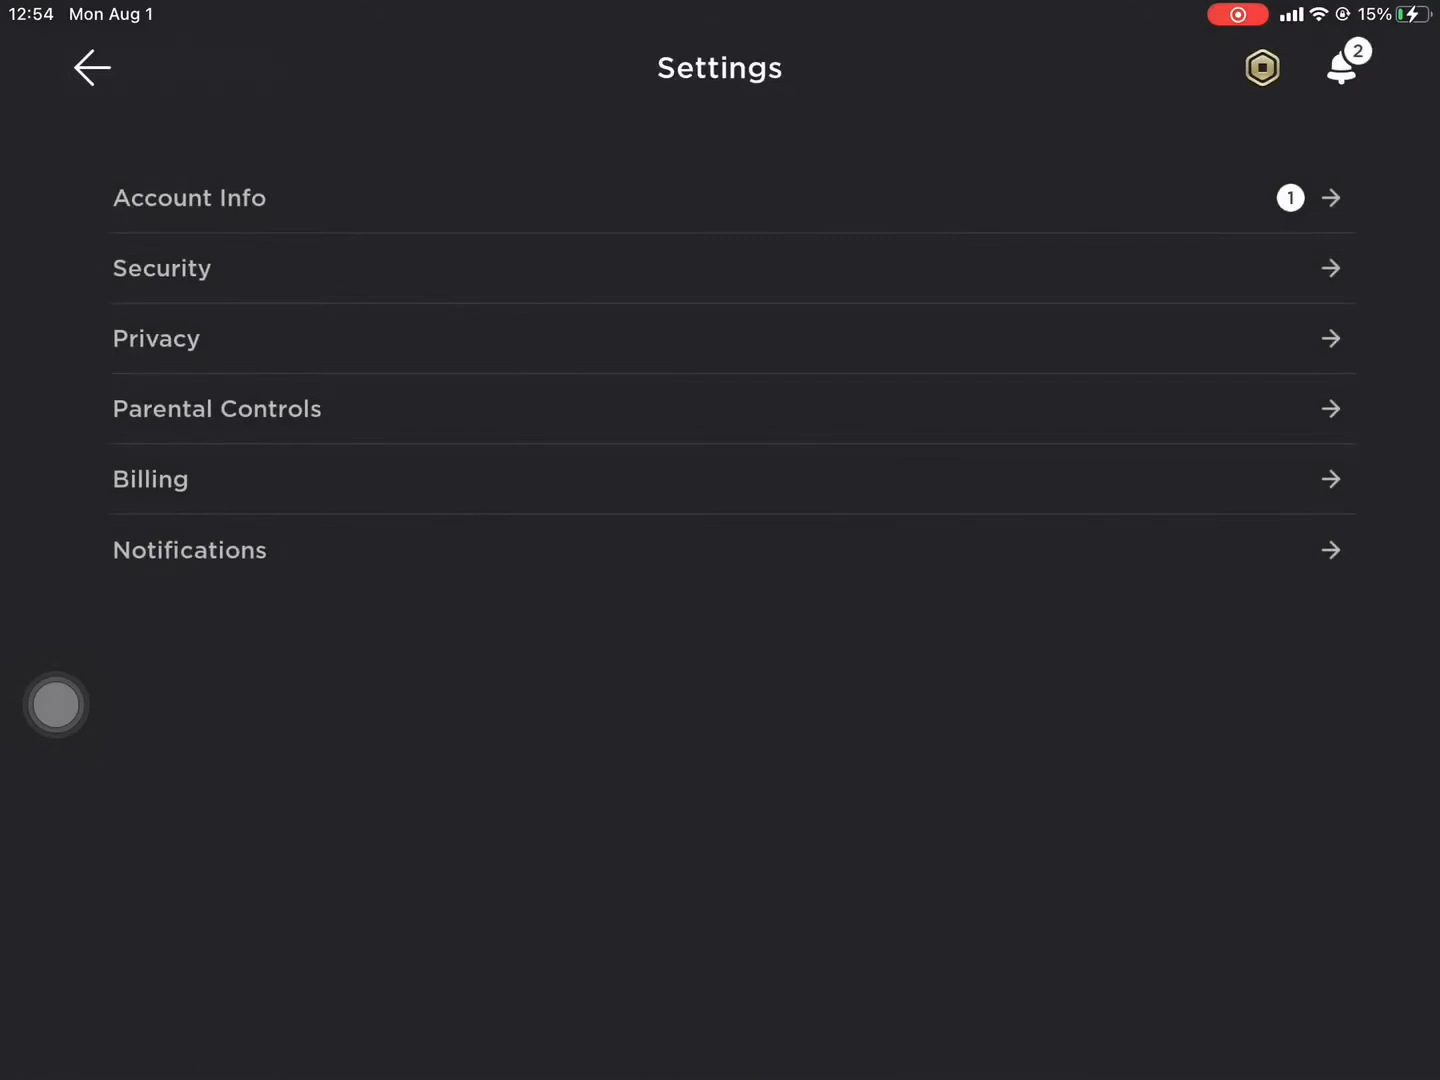 12:54 Mon Aug 1
15%
Settings
2
Account Info
1
Security
Privacy
Parental Controls
Billing
Notifications